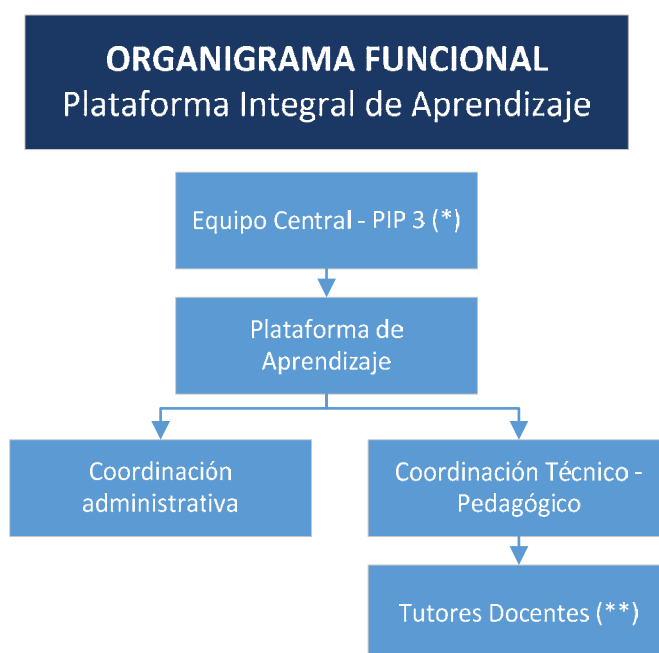 ORGANIGRAMA FUNCIONAL
Plataforma Integral de Aprendizaje
Equipo Central - PIP 3 (*)
Plataforma de
Aprendizaje
Coordinación
administrativa
Coordinación Técnico -
Pedagógico
Tutores Docentes (**)